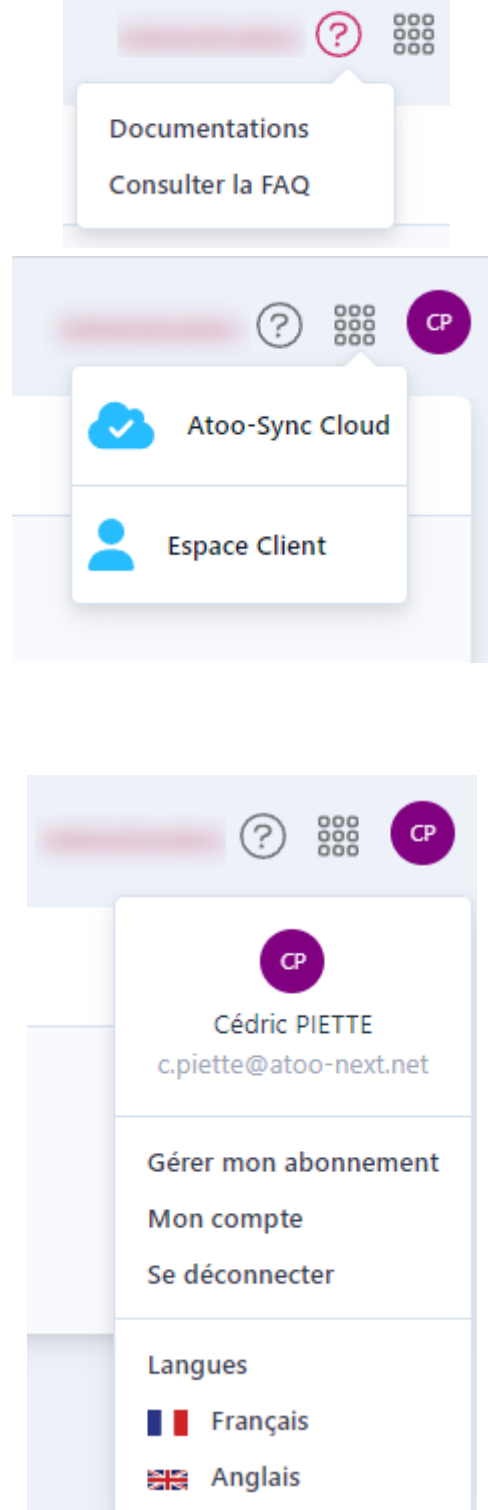 ?
Documentations
Consulter la FAQ
? CP
Atoo-Sync Cloud
Espace Client
? CP
CP
Cédric PIETTE
c.piette@atoo-next.net
Gérer mon abonnement
Mon compte
Se déconnecter
Langues
Français
Anglais